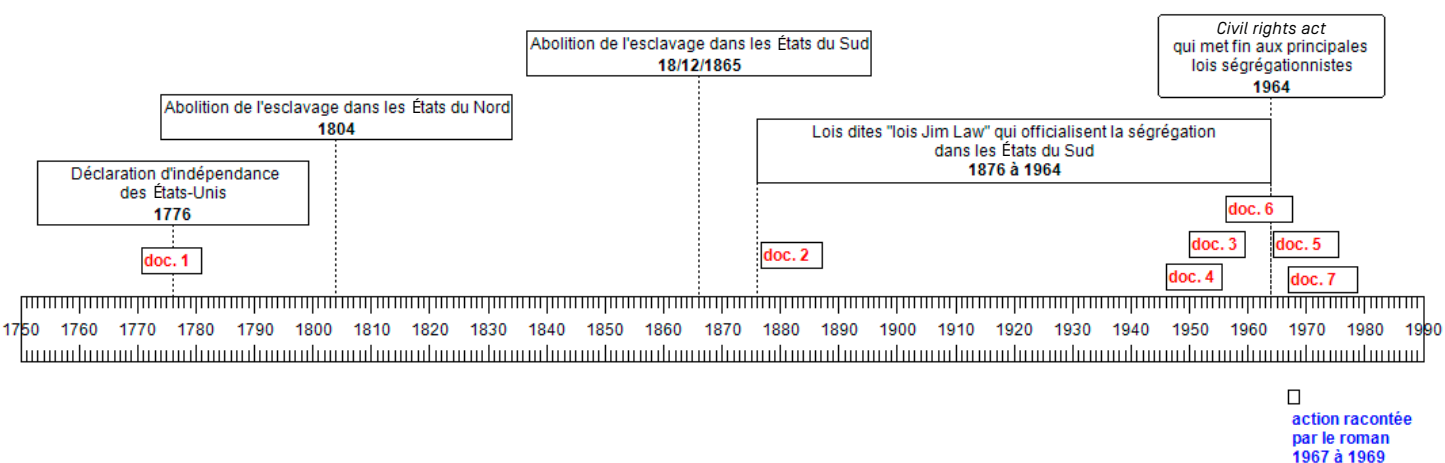 Civil rights act
qui met fin aux principales
lois ségrégationnistes
1964
Abolition de l'esclavage dans les États du Sud
18/12/1865
Abolition de l'esclavage dans les États du Nord
1804
Lois dites "lois Jim Law" qui officialisent la ségrégation
dans les États du Sud
1876 à 1964
Déclaration d'indépendance
des États-Unis
1776
doc. 6
doc. 1
doc. 2
doc. 3
doc. 5
doc. 4
doc. 7
1750 1760 1770 1780 1790 1800 1810 1820 1830 1840 1850 1860 1870 1880 1890 1900 1910 1920 1930 1940 1950 1960 1970 1980 1990
action racontée
par le roman
1967 à 1969